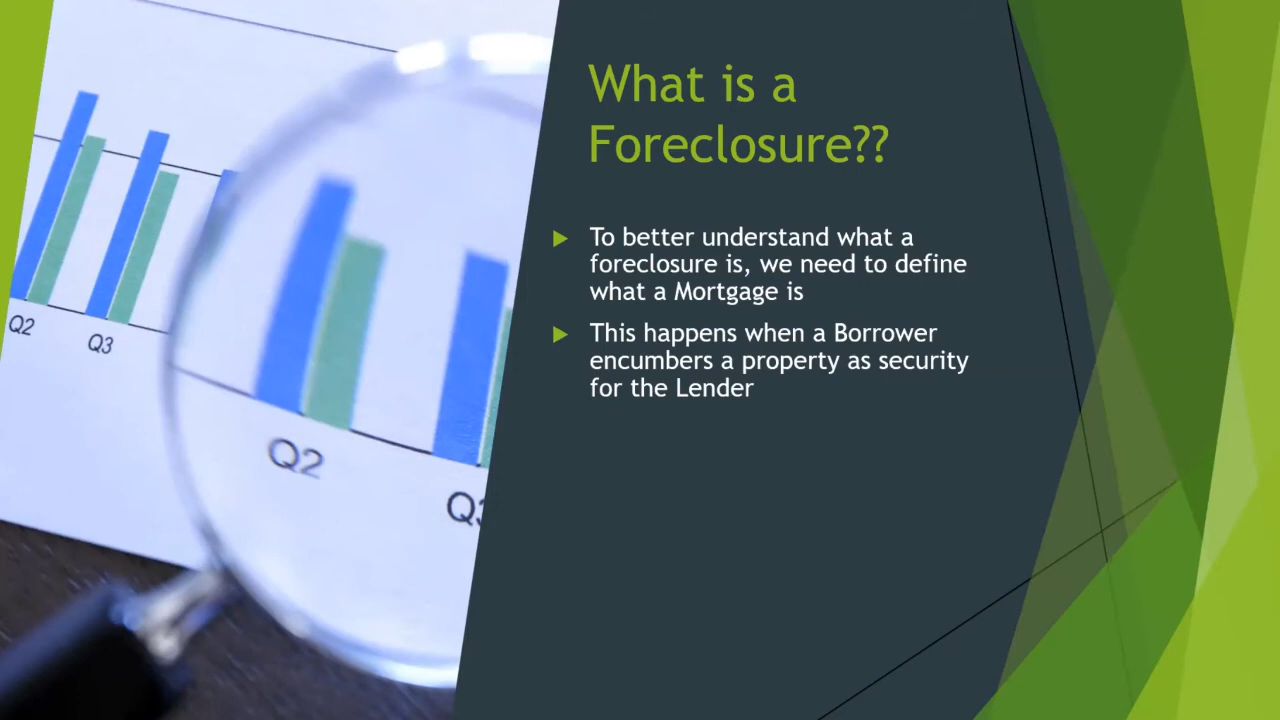 What is a
Foreclosure??
To better understand what a
foreclosure is, we need to define
what a Mortgage is
This happens when a Borrower
encumbers a property as security
for the Lender
Q2
Q3
Q2